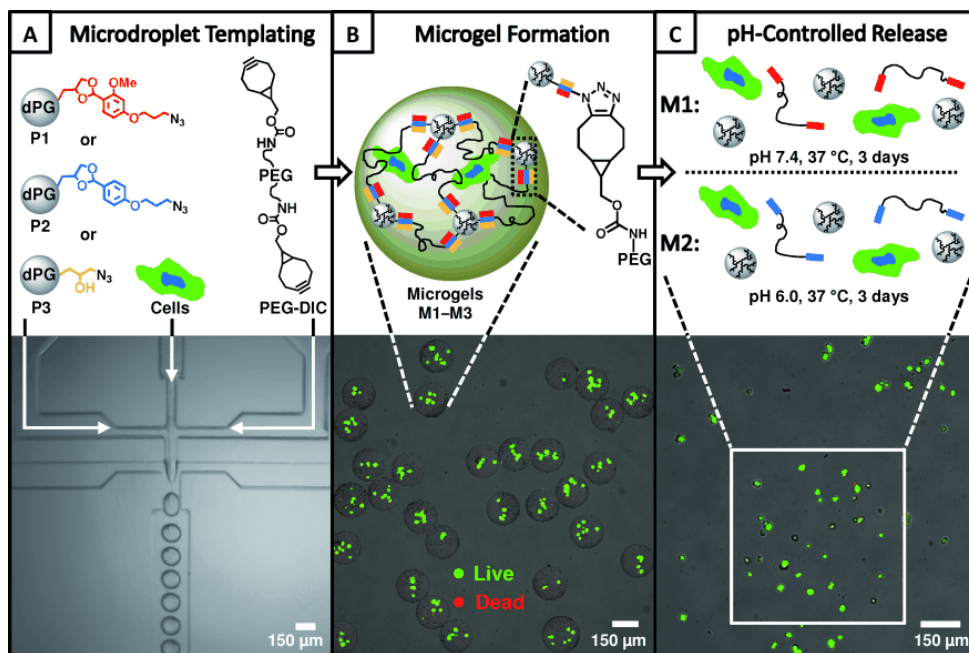 A Microdroplet Templating
dPG
P1
OMe
O
O
O
N₃
or
dPG
P2
O
O
O
N₃
or
dPG
P3
N₃
OH
Cells
O
O
NH
PEG
NH
O
O
PEG-DIC
150 µm
B Microgel Formation
N
N
N
O
O
NH
PEG
Microgels
M1–M3
Live
Dead
150 µm
C pH-Controlled Release
M1:
pH 7.4, 37 °C, 3 days
M2:
pH 6.0, 37 °C, 3 days
150 µm